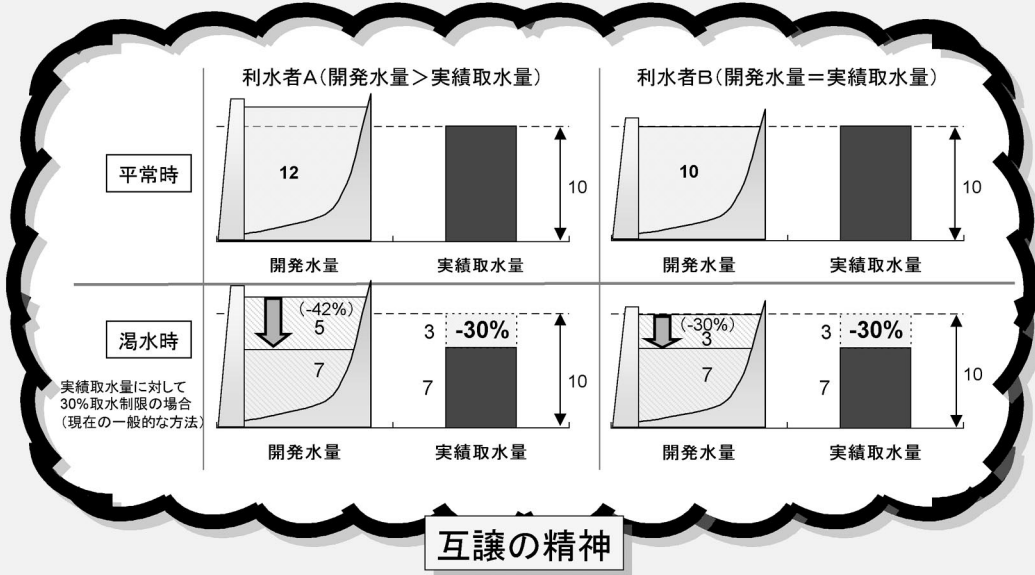 利水者A(開発水量>実績取水量)
利水者B(開発水量=実績取水量)
平常時
12
10
開発水量
実績取水量
10
10
開発水量
実績取水量
渇水時
実績取水量に対して
30%取水制限の場合
(現在の一般的な方法)
(-42%)
5
7
3
-30%
7
10
開発水量
実績取水量
(-30%)
3
7
3
-30%
7
10
開発水量
実績取水量
互譲の精神